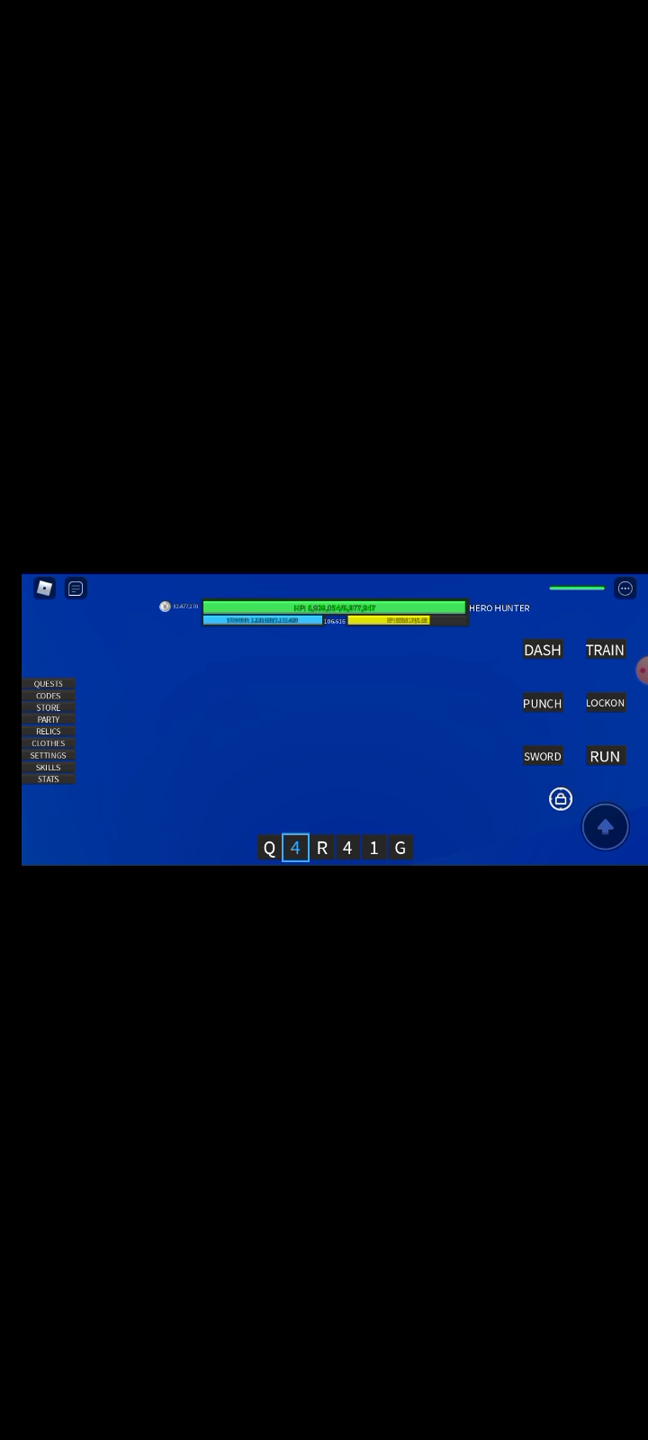 HERO HUNTER
DASH
TRAIN
QUESTS
CODES
STORE
PARTY
RELICS
CLOTHES
SETTINGS
SKILLS
STATS
PUNCH
LOCKON
SWORD
RUN
Q 4 R 4 1 G